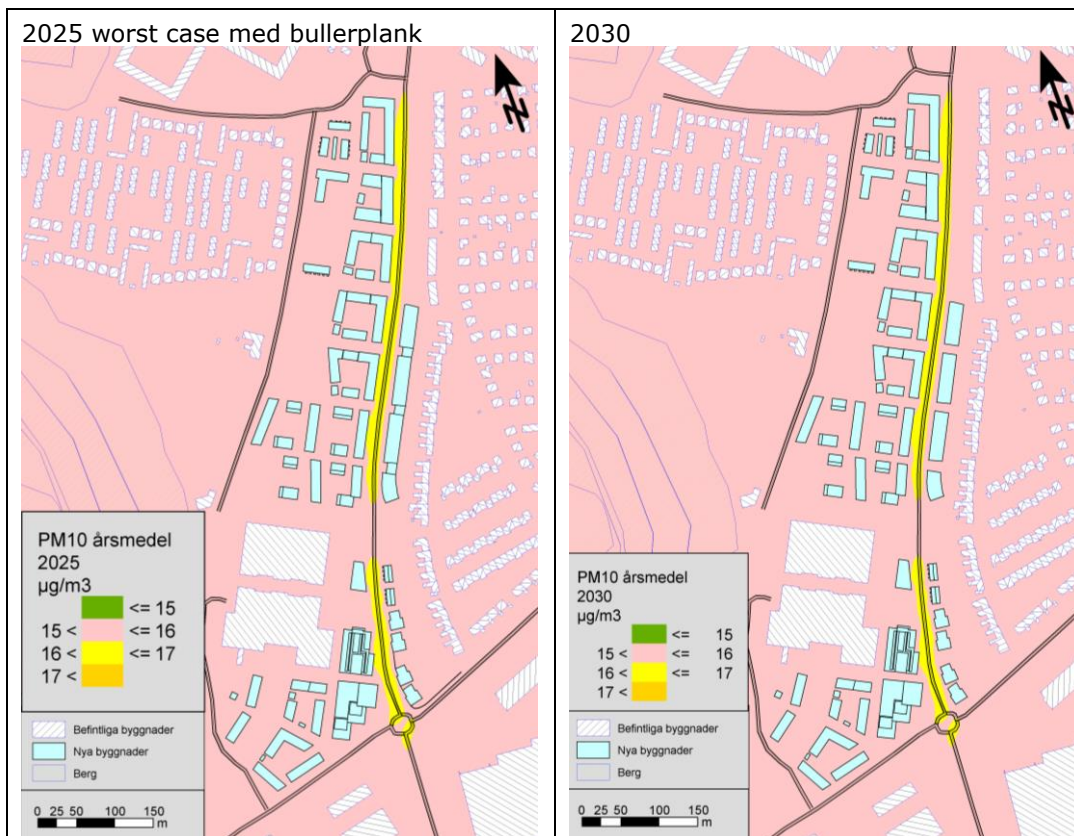 2025 worst case med bullerplank
N
PM10 årsmedel
2025
µg/m3
<= 15
15 < <= 16
16 < <= 17
17 <
Befintliga byggnader
Nya byggnader
Berg
0 25 50 100 150
m
2030
N
PM10 årsmedel
2030
µg/m3
<= 15
15 < <= 16
16 < <= 17
17 <
Befintliga byggnader
Nya byggnader
Berg
0 25 50 100 150
m